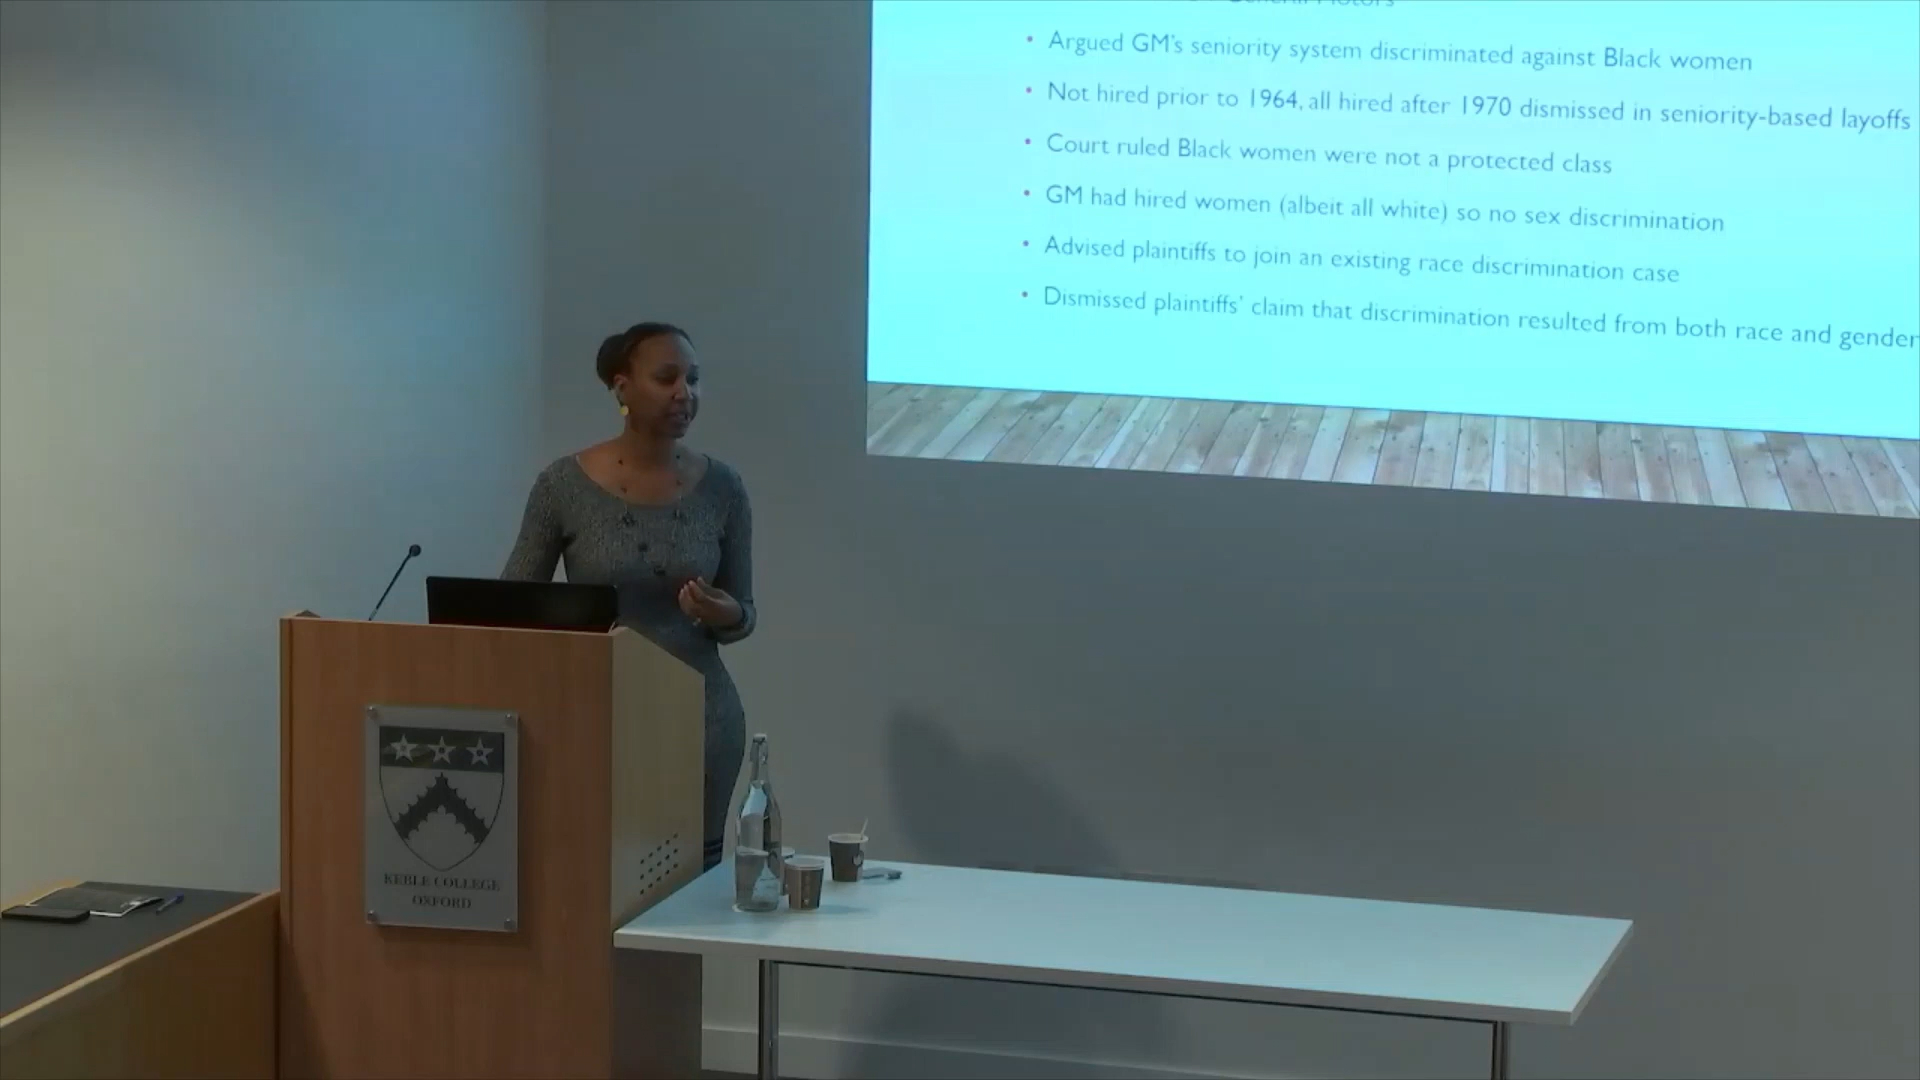 General Motors
• Argued GM's seniority system discriminated against Black women
• Not hired prior to 1964, all hired after 1970 dismissed in seniority-based layoffs
• Court ruled Black women were not a protected class
• GM had hired women (albeit all white) so no sex discrimination
• Advised plaintiffs to join an existing race discrimination case
• Dismissed plaintiffs' claim that discrimination resulted from both race and gender
KEBLE COLLEGE
OXFORD